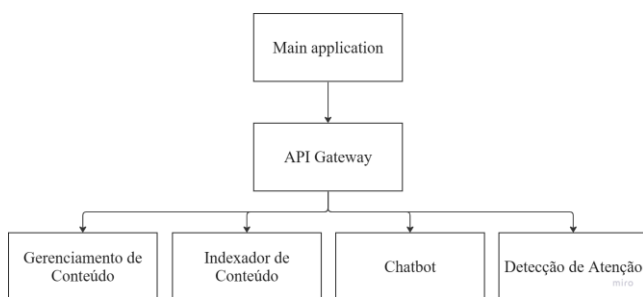 Main application
API Gateway
Gerenciamento de
Conteúdo
Indexador de
Conteúdo
Chatbot
Detecção de Atenção
miro